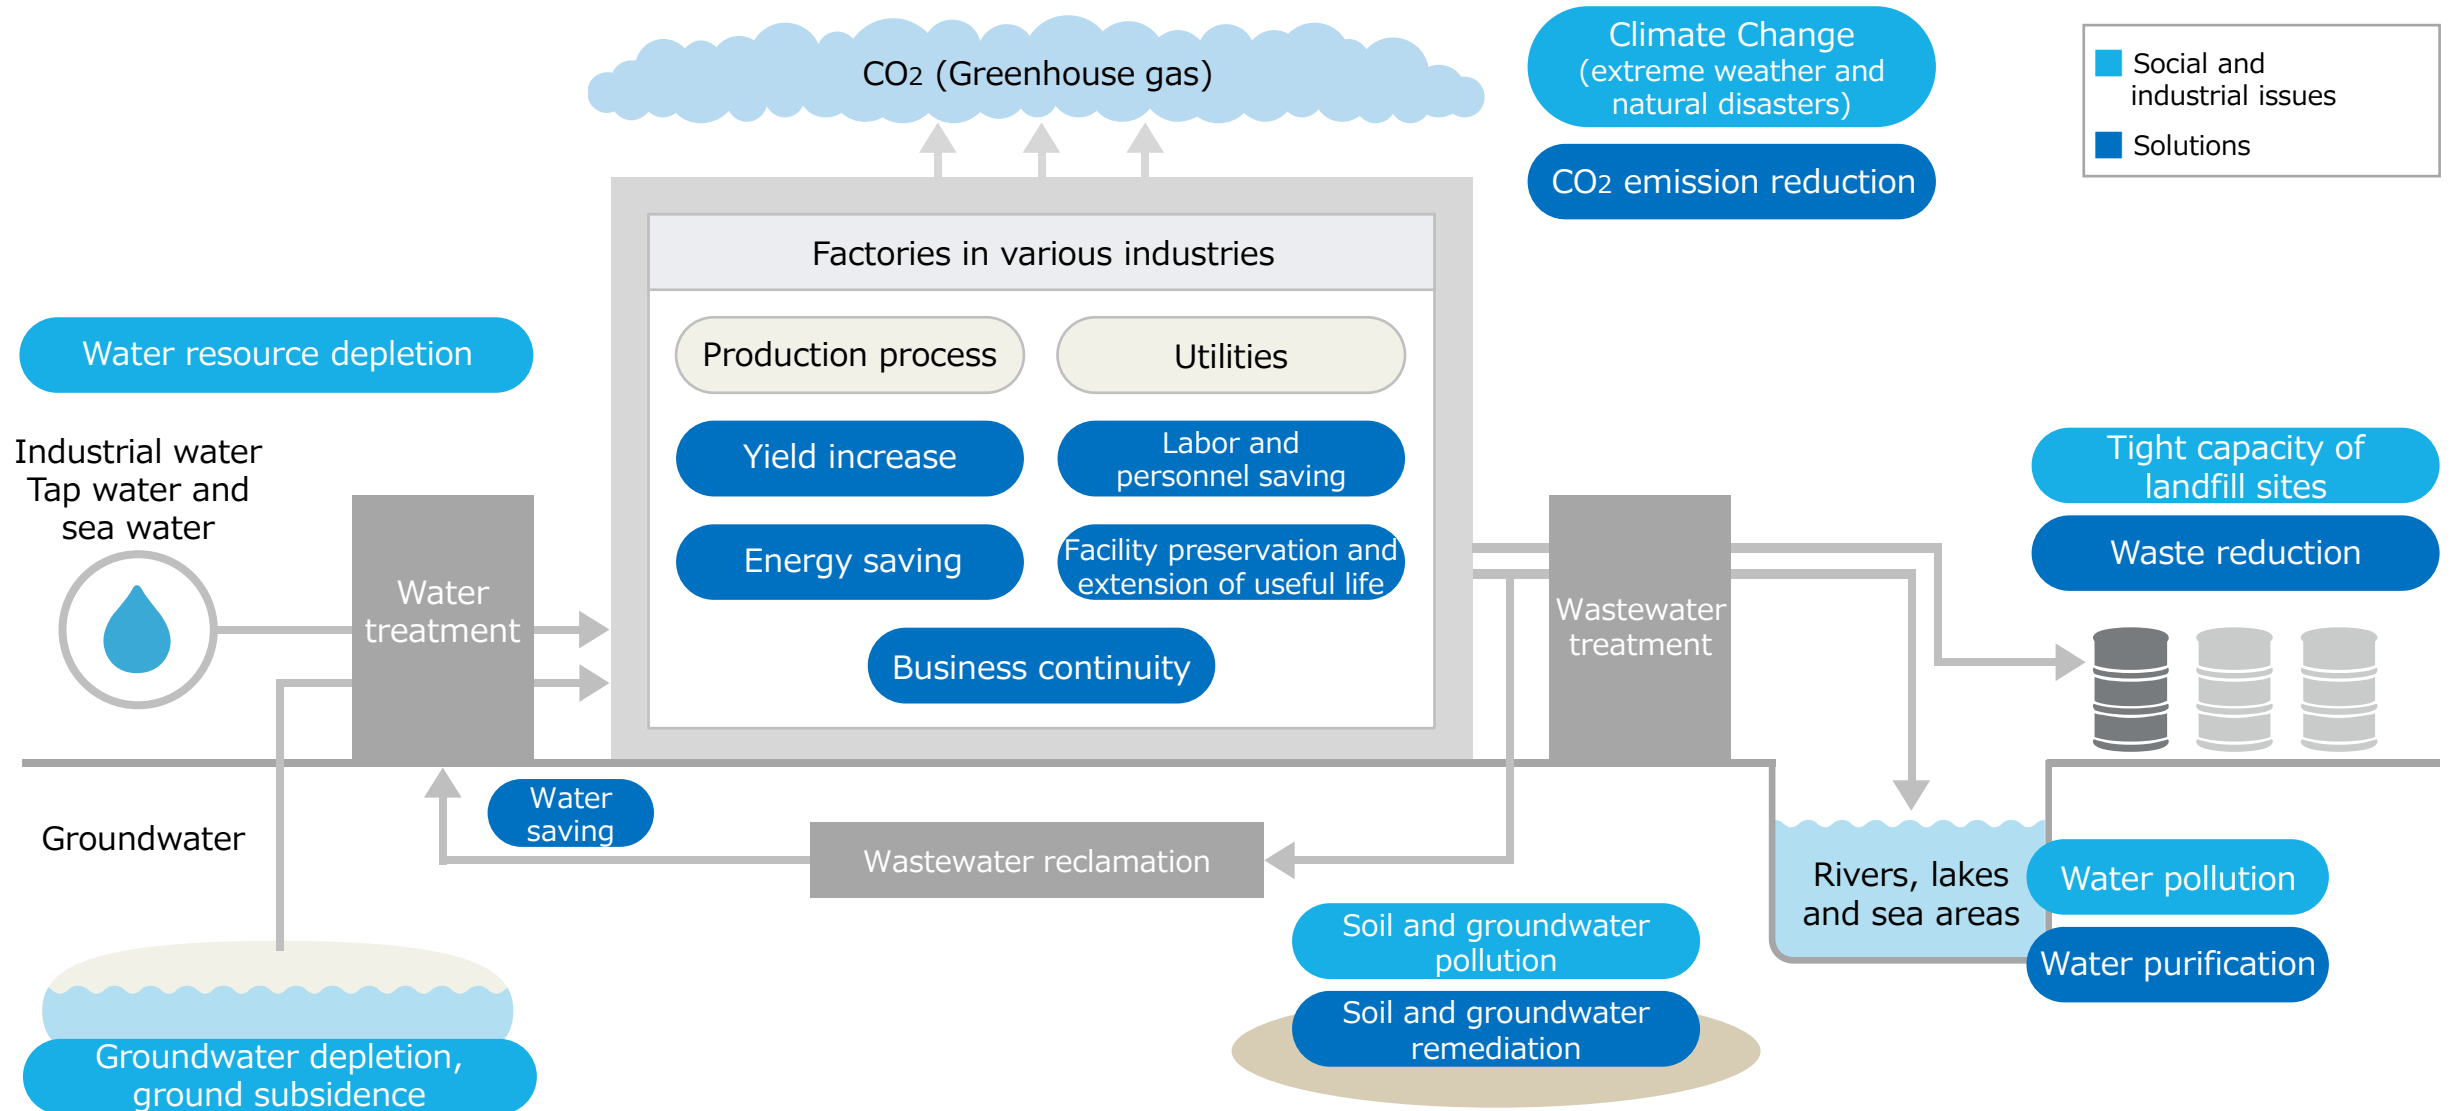 CO2 (Greenhouse gas)
Climate Change
(extreme weather and
natural disasters)
CO2 emission reduction
Social and
industrial issues
Solutions
Factories in various industries
Water resource depletion
Production process
Utilities
Yield increase
Labor and
personnel saving
Energy saving
Facility preservation and
extension of useful life
Business continuity
Industrial water
Tap water and
sea water
Water
treatment
Wastewater
treatment
Tight capacity of
landfill sites
Waste reduction
Water
saving
Groundwater
Wastewater reclamation
Rivers, lakes
and sea areas
Water pollution
Water purification
Soil and groundwater
pollution
Soil and groundwater
remediation
Groundwater depletion,
ground subsidence